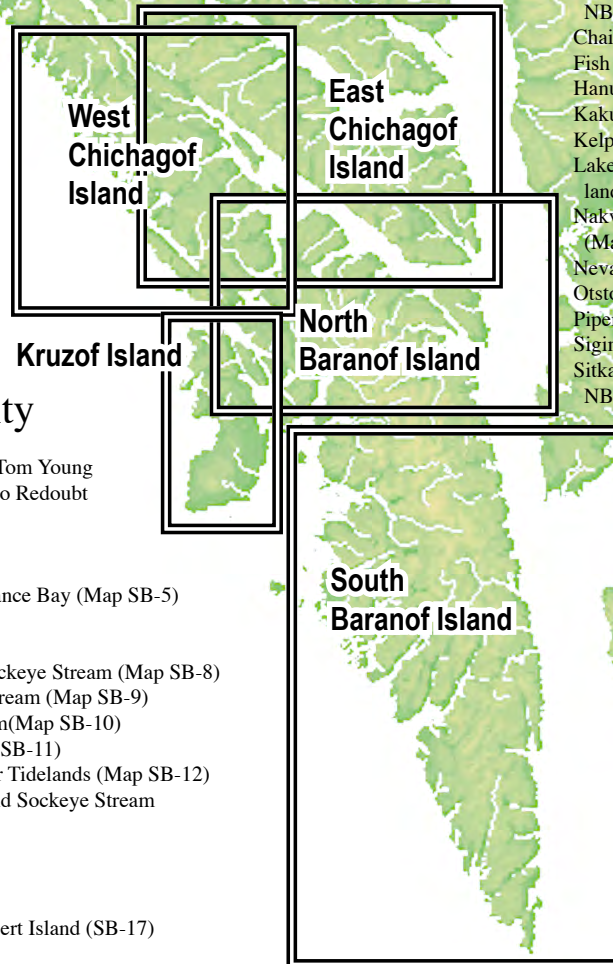 NB
Chai
Fish
Hanu
Kaku
Kelp
Lake
land
Nakw
(Ma
Neva
Otsto
Piper
Sigin
Sitka
NB
West
Chichagof
Island
East
Chichagof
Island
North
Baranof Island
Kruzof Island
South
Baranof Island
ty
Tom Young
o Redoubt
nce Bay (Map SB-5)
ckeye Stream (Map SB-8)
ream (Map SB-9)
m(Map SB-10)
SB-11)
r Tidelands (Map SB-12)
d Sockeye Stream
ert Island (SB-17)